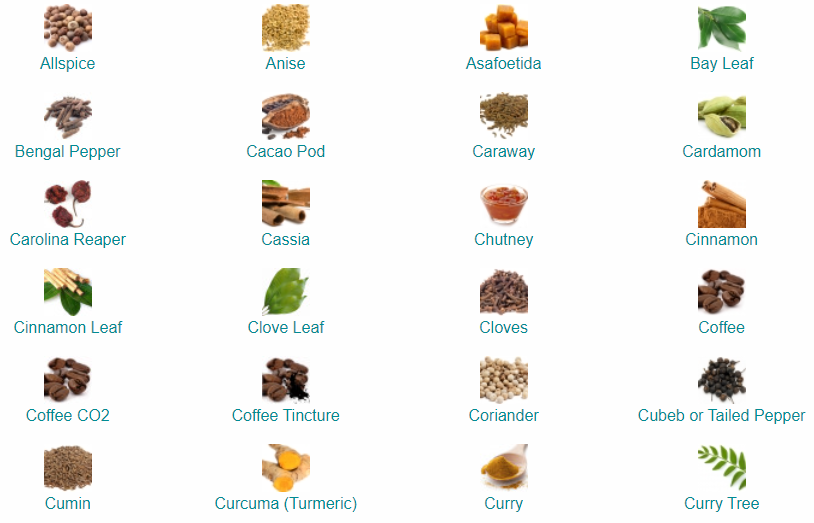 Allspice
Anise
Asafoetida
Bay Leaf
Bengal Pepper
Cacao Pod
Caraway
Cardamom
Carolina Reaper
Cassia
Chutney
Cinnamon
Cinnamon Leaf
Clove Leaf
Cloves
Coffee
Coffee CO2
Coffee Tincture
Coriander
Cubeb or Tailed Pepper
Cumin
Curcuma (Turmeric)
Curry
Curry Tree